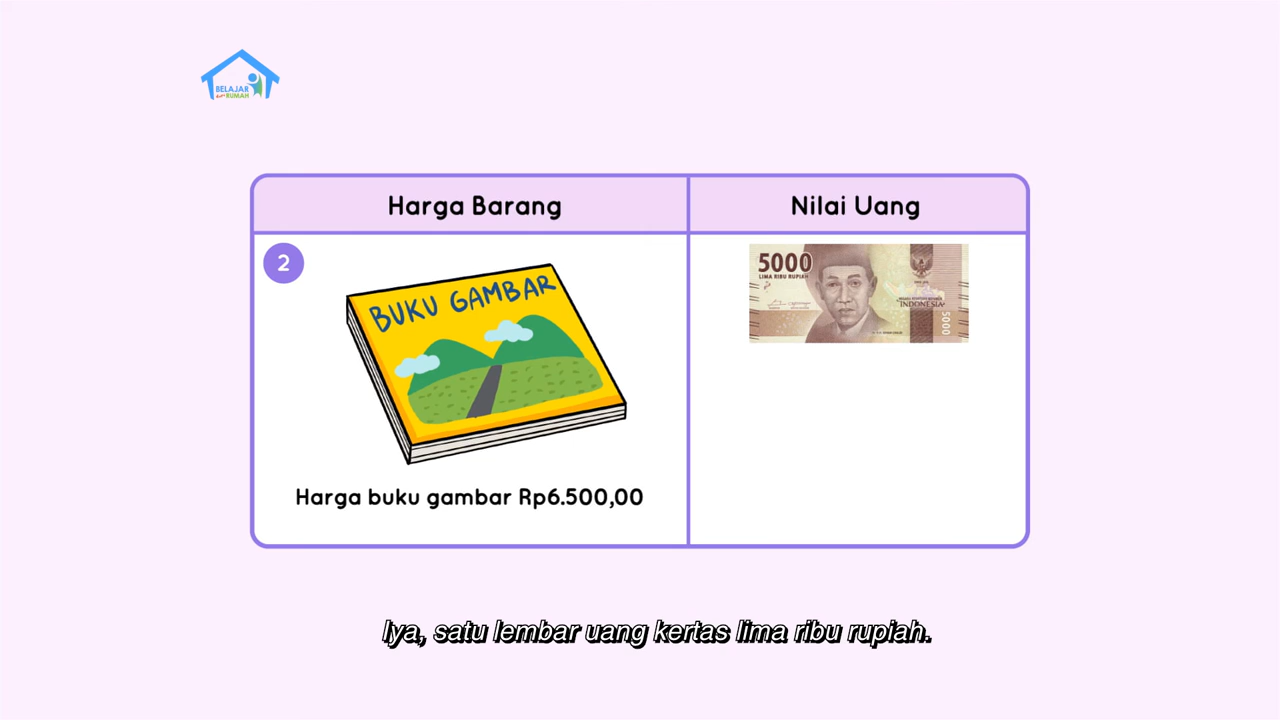 BELAJAR
dari RUMAH
Harga Barang
Nilai Uang
2
BUKU GAMBAR
Harga buku gambar Rp6.500,00
5000
LIMA RIBU RUPIAH
INDONESIA
5000
Iya, satu lembar uang kertas lima ribu rupiah.